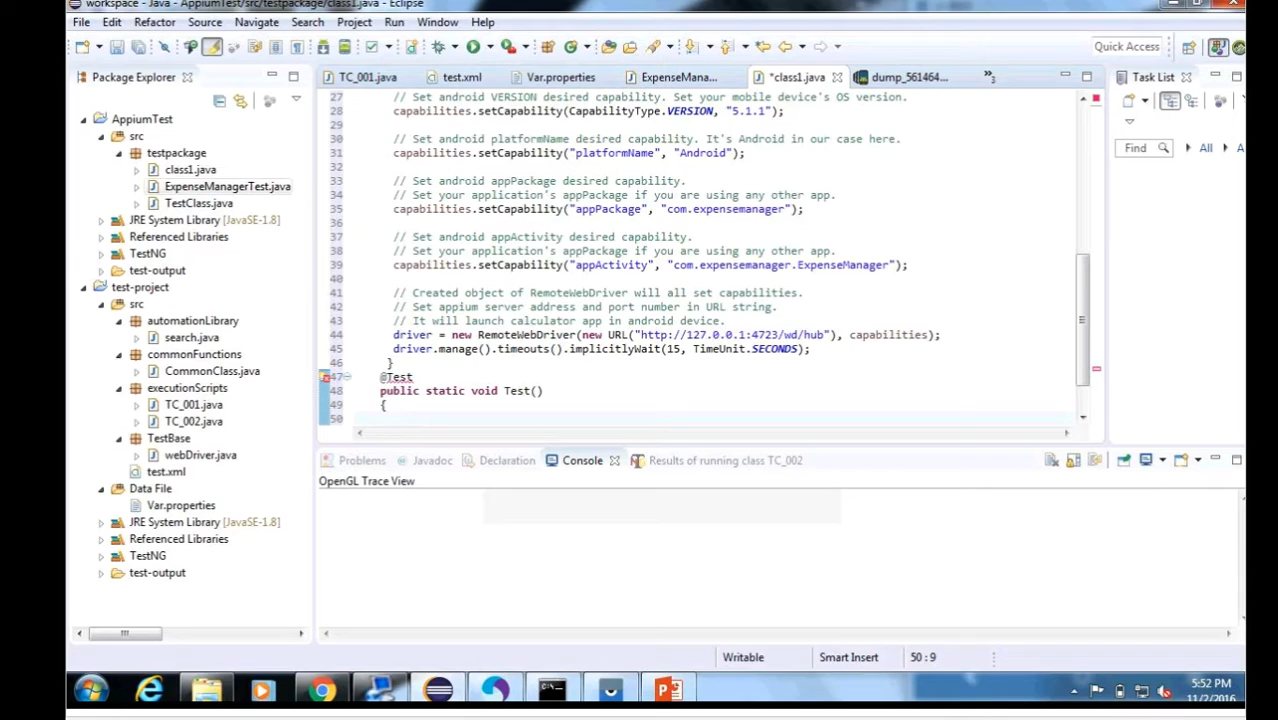 workspace - Java - AppiumTest/src/testpackage/class1.java - Eclipse
File Edit Refactor Source Navigate Search Project Run Window Help
Quick Access
Package Explorer
TC_001.java test.xml Var.properties ExpenseMana... *class1.java dump_561464... »3
Task List
Find All A
AppiumTest
src
testpackage
class1.java
ExpenseManagerTest.java
TestClass.java
JRE System Library [JavaSE-1.8]
Referenced Libraries
TestNG
test-output
test-project
src
automationLibrary
search.java
commonFunctions
CommonClass.java
executionScripts
TC_001.java
TC_002.java
TestBase
webDriver.java
test.xml
Data File
Var.properties
JRE System Library [JavaSE-1.8]
Referenced Libraries
TestNG
test-output
27 // Set android VERSION desired capability. Set your mobile device's OS version.
28 capabilities.setCapability(CapabilityType.VERSION, "5.1.1");
29
30 // Set android platformName desired capability. It's Android in our case here.
31 capabilities.setCapability("platformName", "Android");
32
33 // Set android appPackage desired capability.
34 // Set your application's appPackage if you are using any other app.
35 capabilities.setCapability("appPackage", "com.expensemanager");
36
37 // Set android appActivity desired capability.
38 // Set your application's appPackage if you are using any other app.
39 capabilities.setCapability("appActivity", "com.expensemanager.ExpenseManager");
40
41 // Created object of RemoteWebDriver will all set capabilities.
42 // Set appium server address and port number in URL string.
43 // It will launch calculator app in android device.
44 driver = new RemoteWebDriver(new URL("http://127.0.0.1:4723/wd/hub"), capabilities);
45 driver.manage().timeouts().implicitlyWait(15, TimeUnit.SECONDS);
46 }
47 @Test
48 public static void Test()
49 {
50
Problems Javadoc Declaration Console Results of running class TC_002
OpenGL Trace View
Writable Smart Insert 50 : 9
5:52 PM
11/2/2016